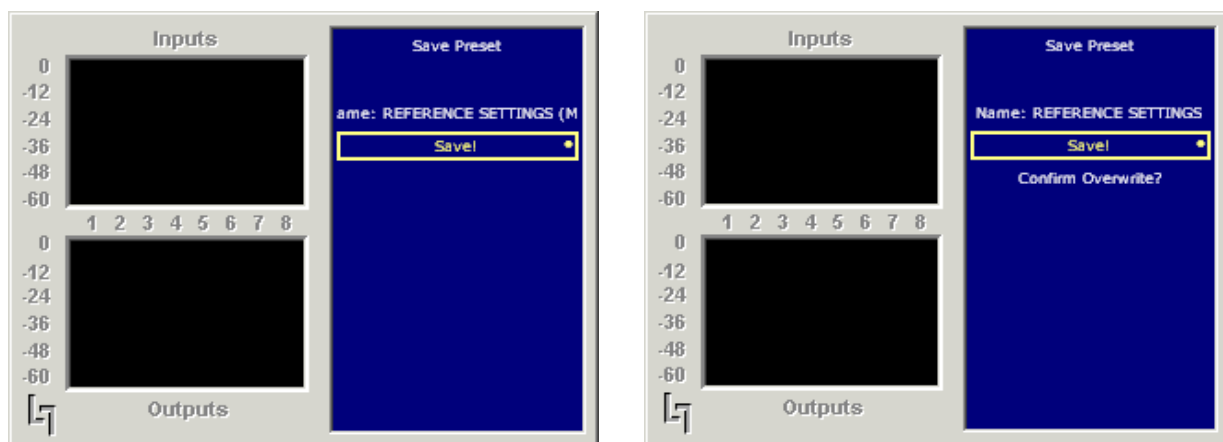 Inputs
0
-12
-24
-36
-48
-60
1 2 3 4 5 6 7 8
0
-12
-24
-36
-48
-60
Outputs
Save Preset
ame: REFERENCE SETTINGS (M
Save!
Inputs
0
-12
-24
-36
-48
-60
1 2 3 4 5 6 7 8
0
-12
-24
-36
-48
-60
Outputs
Save Preset
Name: REFERENCE SETTINGS
Save!
Confirm Overwrite?